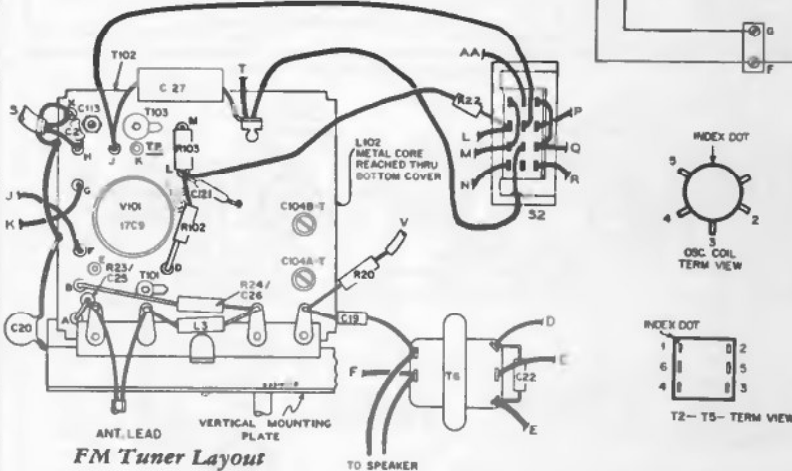 AA
G
F
T102
T
C 27
S
X
C113
C2
T103
M
R22
P
H
J
T.P.
K
R103
L
L
M
Q
N
R
S2
INDEX DOT
5
4
3
2
OSC. COIL
TERM VIEW
L102
METAL CORE
REACHED THRU
BOTTOM COVER
J
K
G
V101
17C9
C121
R102
C104B-T
V
F
E
R23/
C25
T101
D
C104A-T
R20
B
R24/
C26
A
L3
C19
C20
D
F
T6
C22
E
INDEX DOT
1
2
6
5
4
3
T2-T5-TERM VIEW
ANT. LEAD
VERTICAL MOUNTING
PLATE
FM Tuner Layout
TO SPEAKER